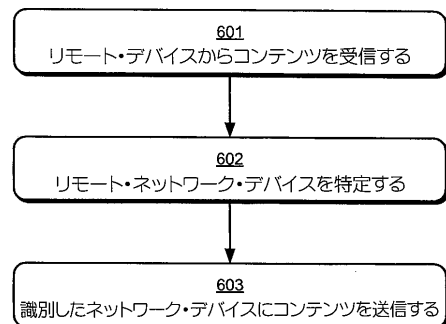 601
リモート・デバイスからコンテンツを受信する
602
リモート・ネットワーク・デバイスを特定する
603
識別したネットワーク・デバイスにコンテンツを送信する